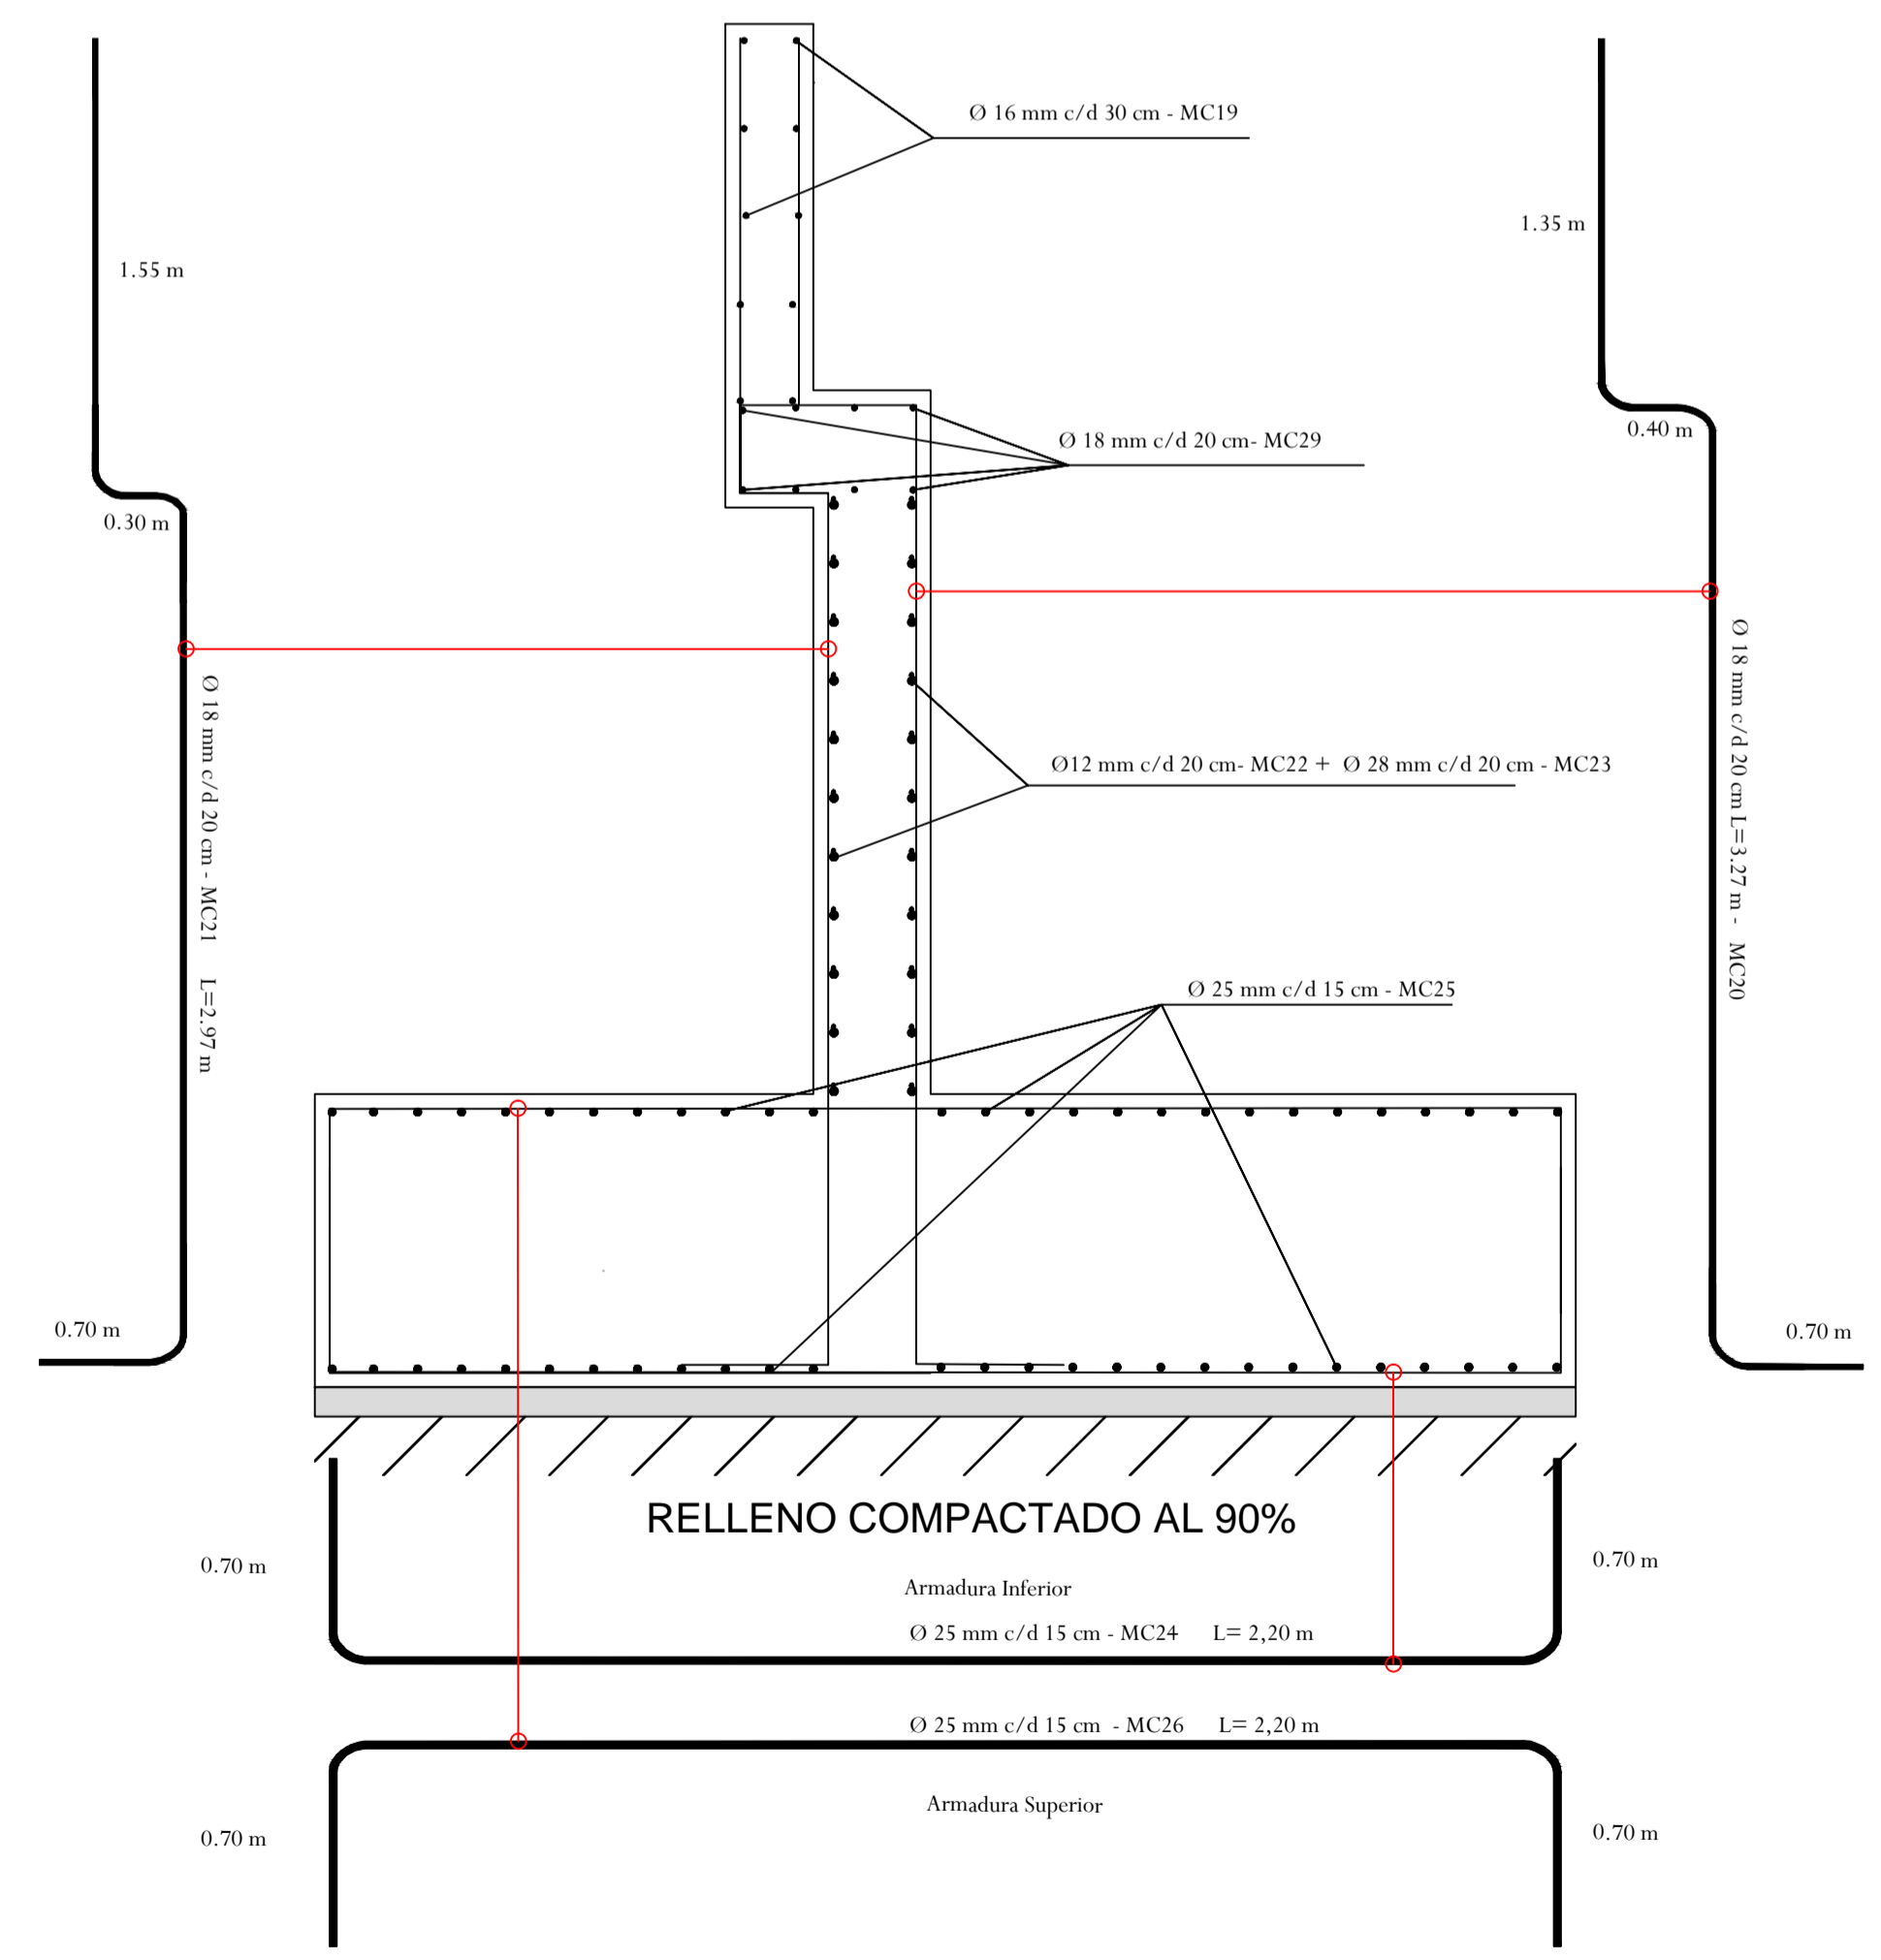 Ø 16 mm c/d 30 cm - MC19
1.35 m
1.55 m
0.40 m
Ø 18 mm c/d 20 cm- MC29
0.30 m
Ø 18 mm c/d 20 cm L=3.27 m - MC20
Ø 18 mm c/d 20 cm - MC21 L=2.97 m
Ø12 mm c/d 20 cm- MC22 + Ø 28 mm c/d 20 cm - MC23
Ø 25 mm c/d 15 cm - MC25
0.70 m
0.70 m
RELLENO COMPACTADO AL 90%
0.70 m
0.70 m
Armadura Inferior
Ø 25 mm c/d 15 cm - MC24 L= 2,20 m
Ø 25 mm c/d 15 cm - MC26 L= 2,20 m
Armadura Superior
0.70 m
0.70 m